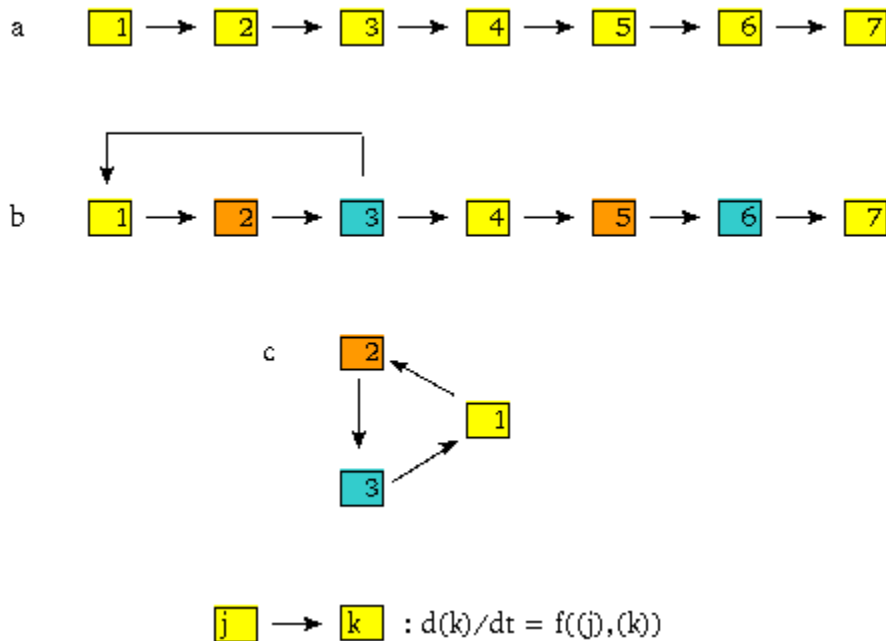 a 1 2 3 4 5 6 7
b 1 2 3 4 5 6 7
c 2
1
3
j k : d(k)/dt = f((j),(k))